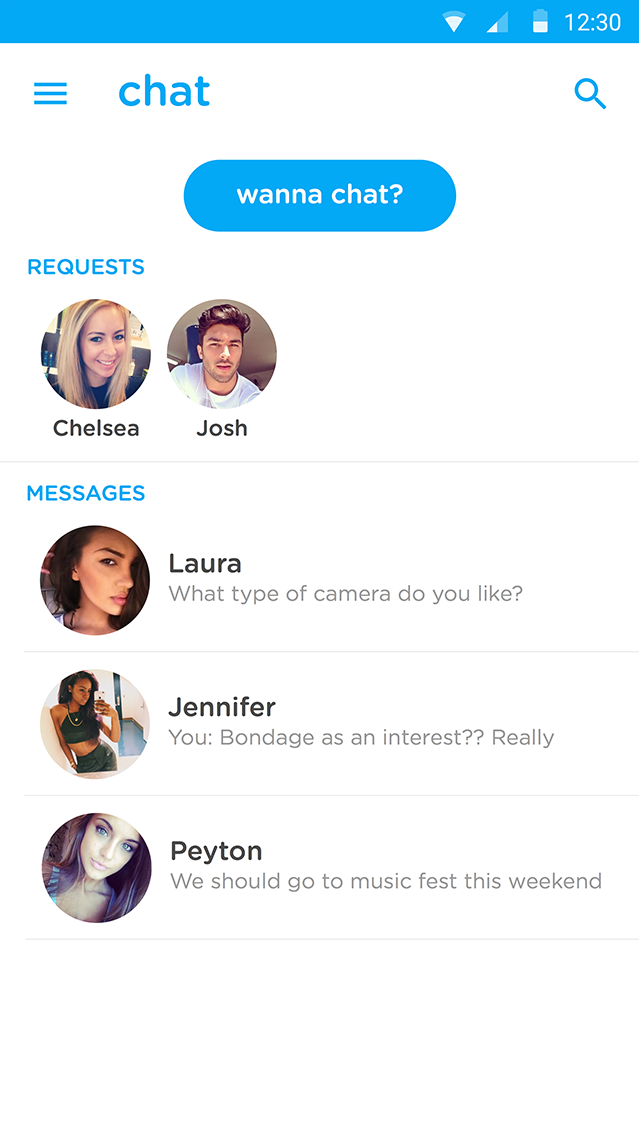 12:30
chat
wanna chat?
REQUESTS
Chelsea Josh
MESSAGES
Laura
What type of camera do you like?
Jennifer
You: Bondage as an interest?? Really
Peyton
We should go to music fest this weekend